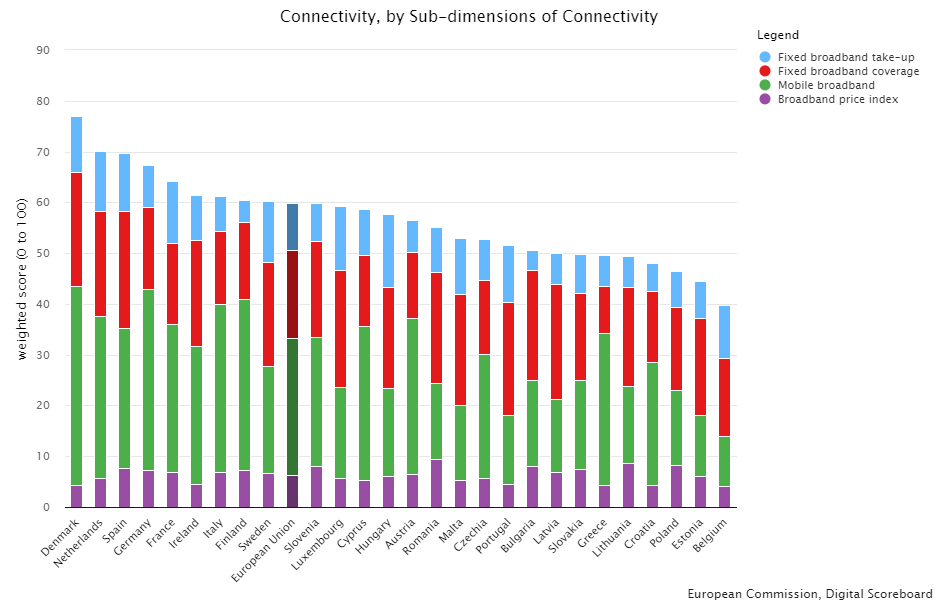 Connectivity, by Sub-dimensions of Connectivity
Legend
Fixed broadband take-up
Fixed broadband coverage
Mobile broadband
Broadband price index
weighted score (0 to 100)
90
80
70
60
50
40
30
20
10
0
Denmark
Netherlands
Spain
Germany
France
Ireland
Italy
Finland
Sweden
European Union
Slovenia
Luxembourg
Cyprus
Hungary
Austria
Romania
Malta
Czechia
Portugal
Bulgaria
Latvia
Slovakia
Greece
Lithuania
Croatia
Poland
Estonia
Belgium
European Commission, Digital Scoreboard